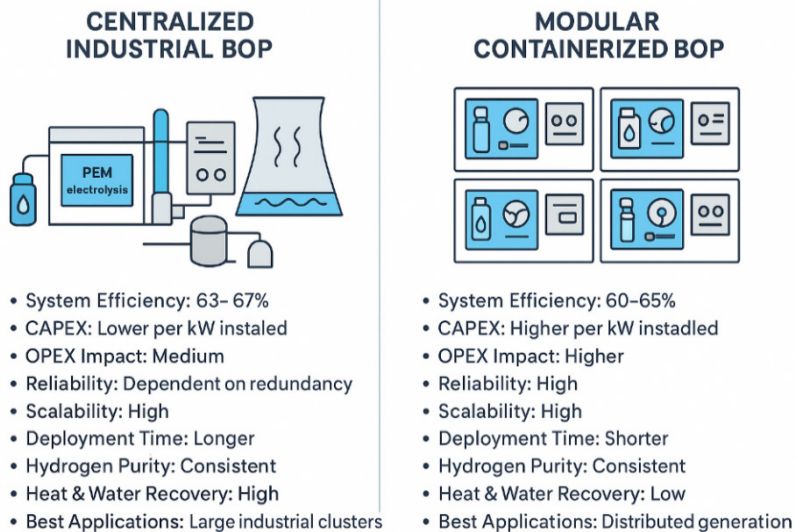 CENTRALIZED
INDUSTRIAL BOP
PEM
electrolysis
• System Efficiency: 63– 67%
• CAPEX: Lower per kW instaled
• OPEX Impact: Medium
• Reliability: Dependent on redundancy
• Scalability: High
• Deployment Time: Longer
• Hydrogen Purity: Consistent
• Heat & Water Recovery: High
• Best Applications: Large industrial clusters
MODULAR
CONTAINERIZED BOP
• System Efficiency: 60–65%
• CAPEX: Higher per kW instadled
• OPEX Impact: Higher
• Reliability: High
• Scalability: High
• Deployment Time: Shorter
• Hydrogen Purity: Consistent
• Heat & Water Recovery: Low
• Best Applications: Distributed generation